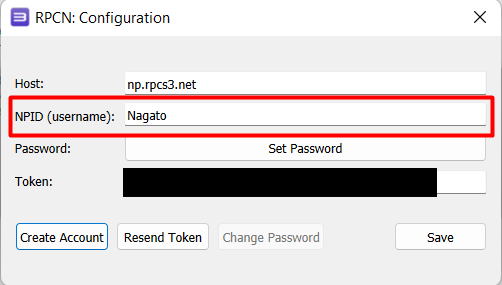 RPCN: Configuration
Host: np.rpcs3.net
NPID (username): Nagato
Password: Set Password
Token:
Create Account Resend Token Change Password Save